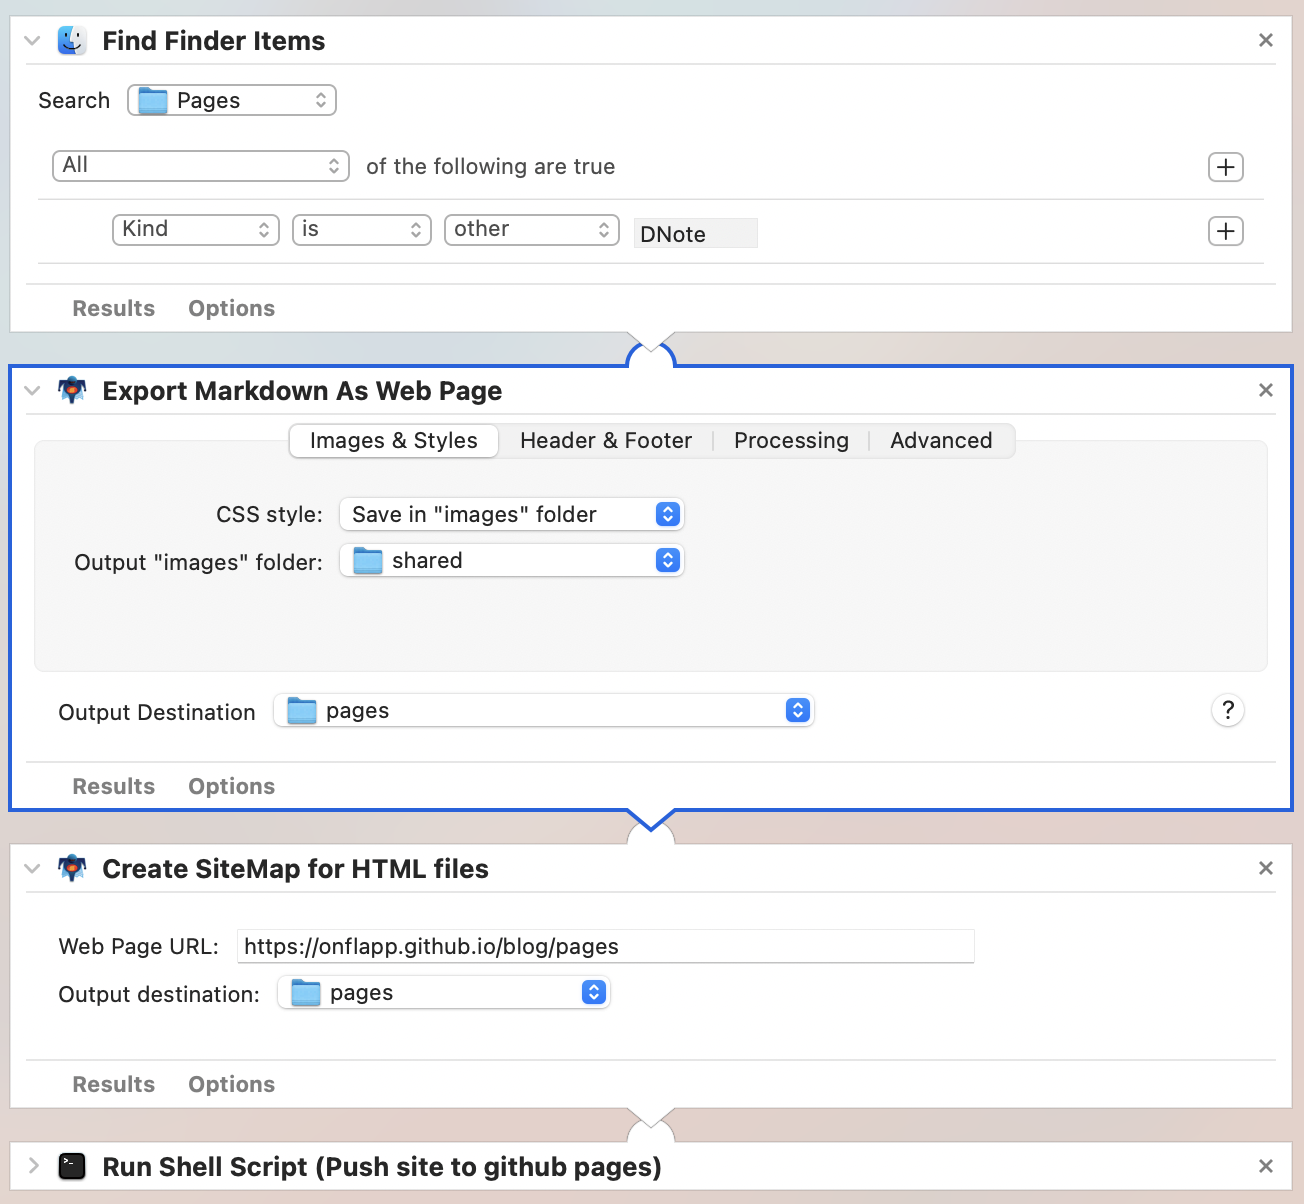 Find Finder Items
Search Pages
All of the following are true
Kind is other DNote
Results Options
Export Markdown As Web Page
Images & Styles Header & Footer Processing Advanced
CSS style: Save in "images" folder
Output "images" folder: shared
Output Destination pages ?
Results Options
Create SiteMap for HTML files
Web Page URL: https://onflapp.github.io/blog/pages
Output destination: pages
Results Options
Run Shell Script (Push site to github pages)